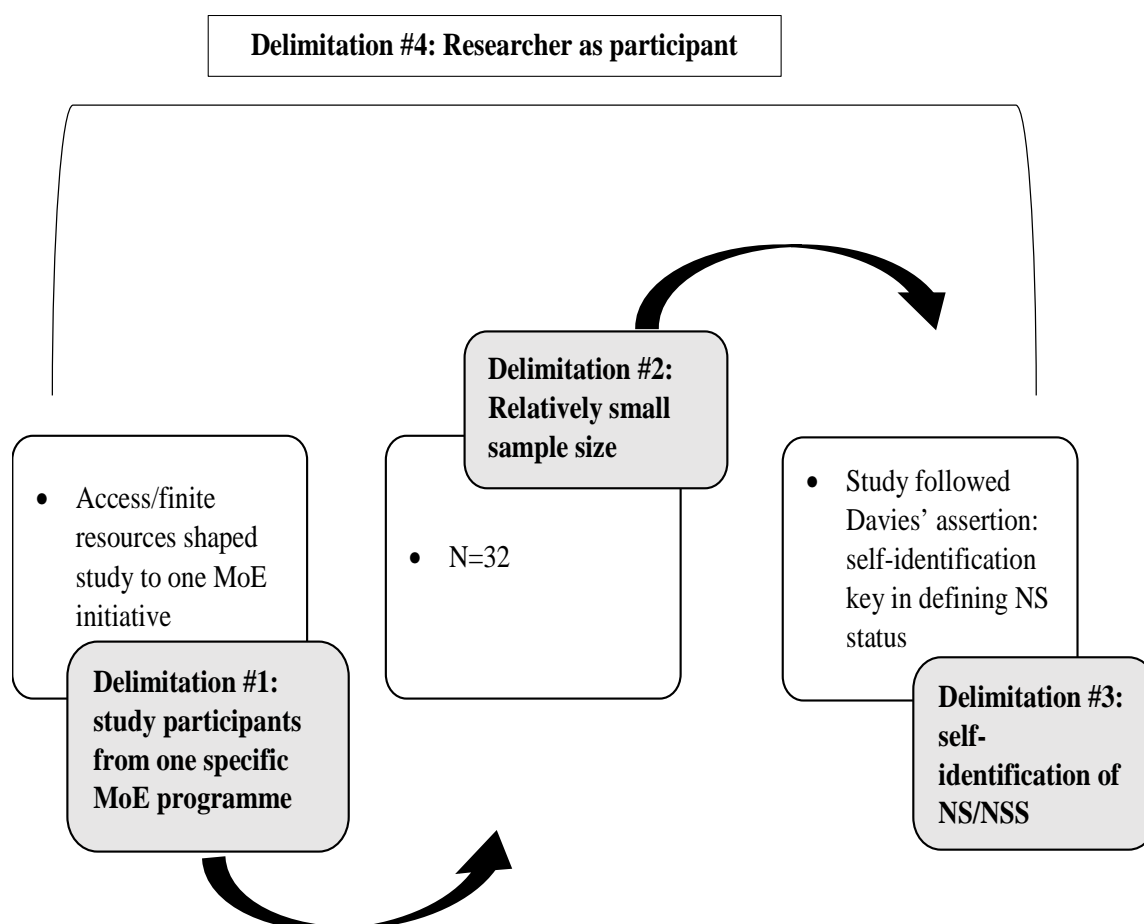 Delimitation #4: Researcher as participant
• Access/finite
resources shaped
study to one MoE
initiative
Delimitation #1:
study participants
from one specific
MoE programme
Delimitation #2:
Relatively small
sample size
• N=32
• Study followed
Davies’ assertion:
self-identification
key in defining NS
status
Delimitation #3:
self-
identification of
NS/NSS